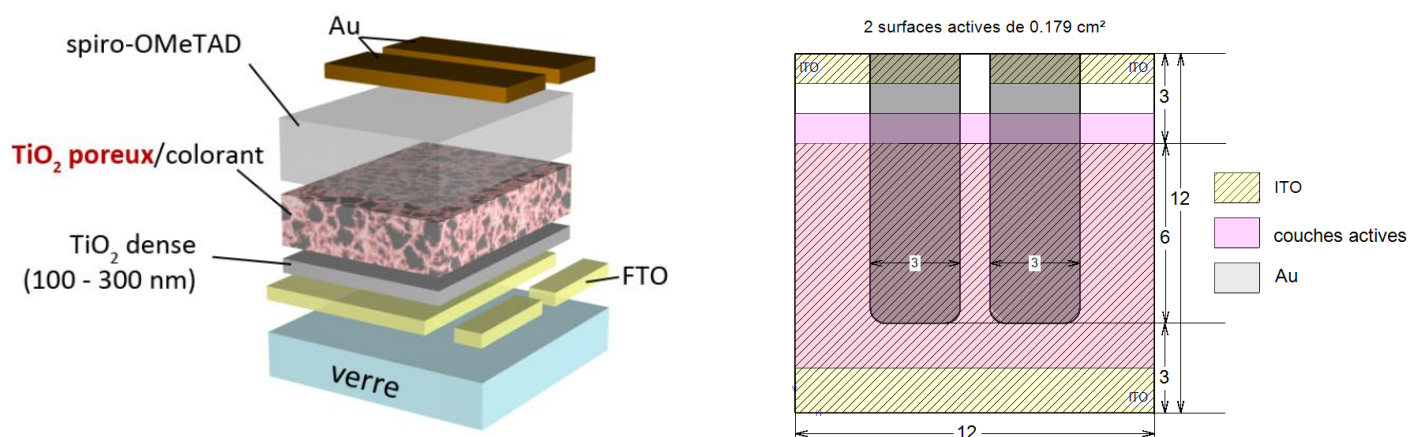 Au
spiro-OMeTAD
TiO₂ poreux/colorant
TiO₂ dense
(100 - 300 nm)
FTO
verre
2 surfaces actives de 0.179 cm²
ITO
ITO
3
12
6
3
3
3
ITO
12
ITO
couches actives
Au